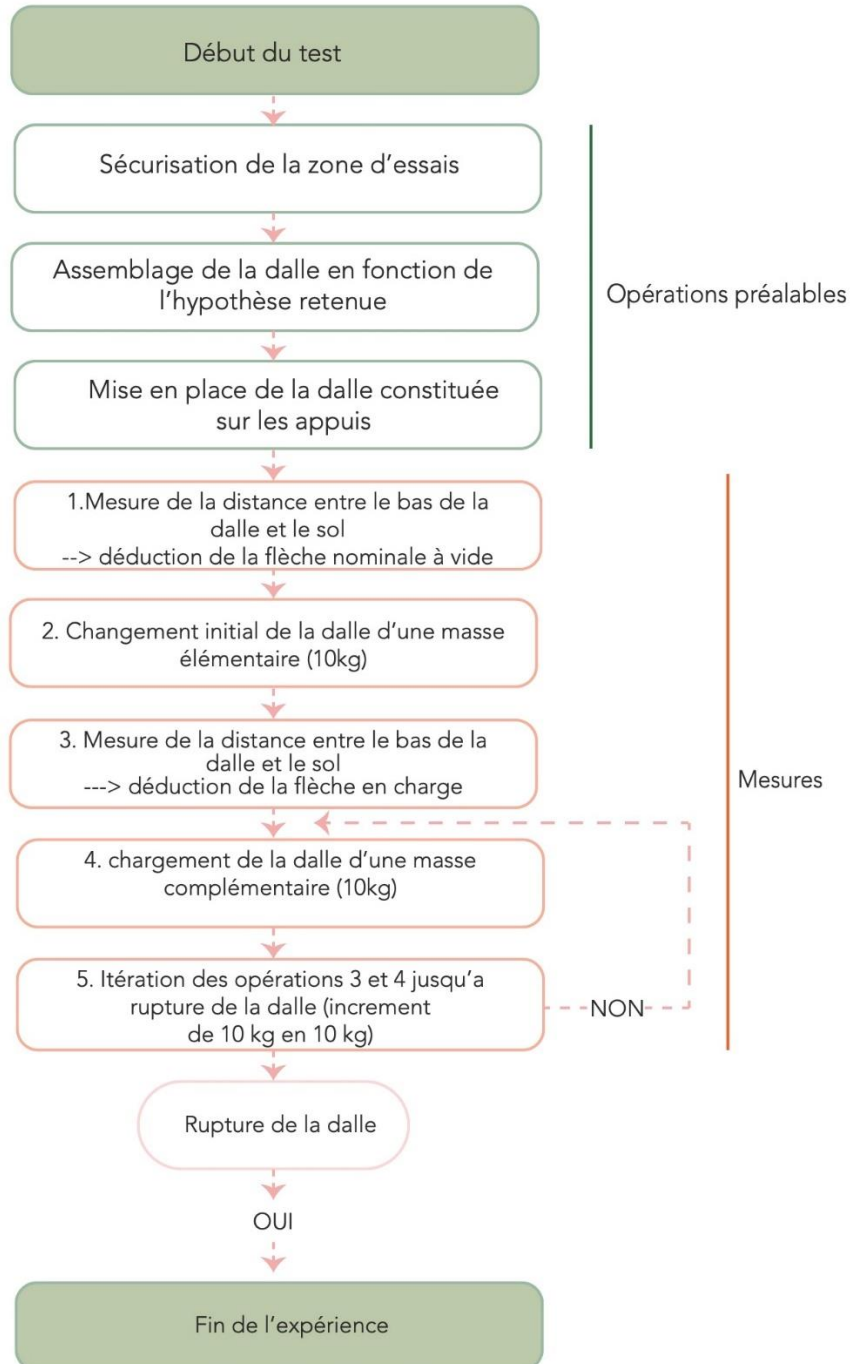 Début du test
Sécurisation de la zone d'essais
Assemblage de la dalle en fonction de
l'hypothèse retenue
Mise en place de la dalle constituée
sur les appuis
Opérations préalables
1.Mesure de la distance entre le bas de la
dalle et le sol
--> déduction de la flèche nominale à vide
2. Changement initial de la dalle d'une masse
élémentaire (10kg)
3. Mesure de la distance entre le bas de la
dalle et le sol
---> déduction de la flèche en charge
Mesures
4. chargement de la dalle d'une masse
complémentaire (10kg)
5. Itération des opérations 3 et 4 jusqu'a
rupture de la dalle (increment
de 10 kg en 10 kg)
NON
Rupture de la dalle
OUI
Fin de l'expérience